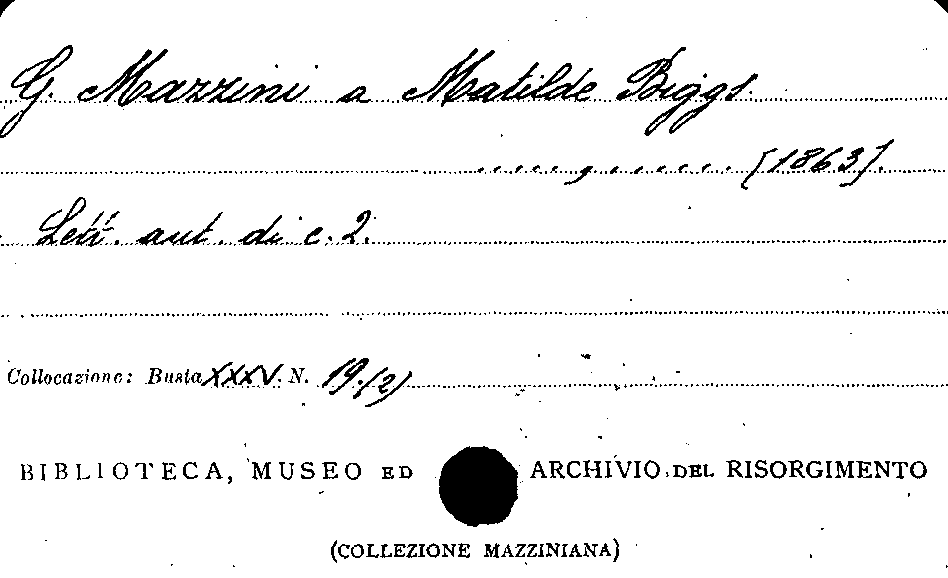 G. Mazzini a Matilde Biggs.
......,...... [1863].
Lett. aut. di c. 2.
Collocazione: Busta XXXV. N. 19.(2)
BIBLIOTECA, MUSEO ED ARCHIVIO DEL RISORGIMENTO
(COLLEZIONE MAZZINIANA)